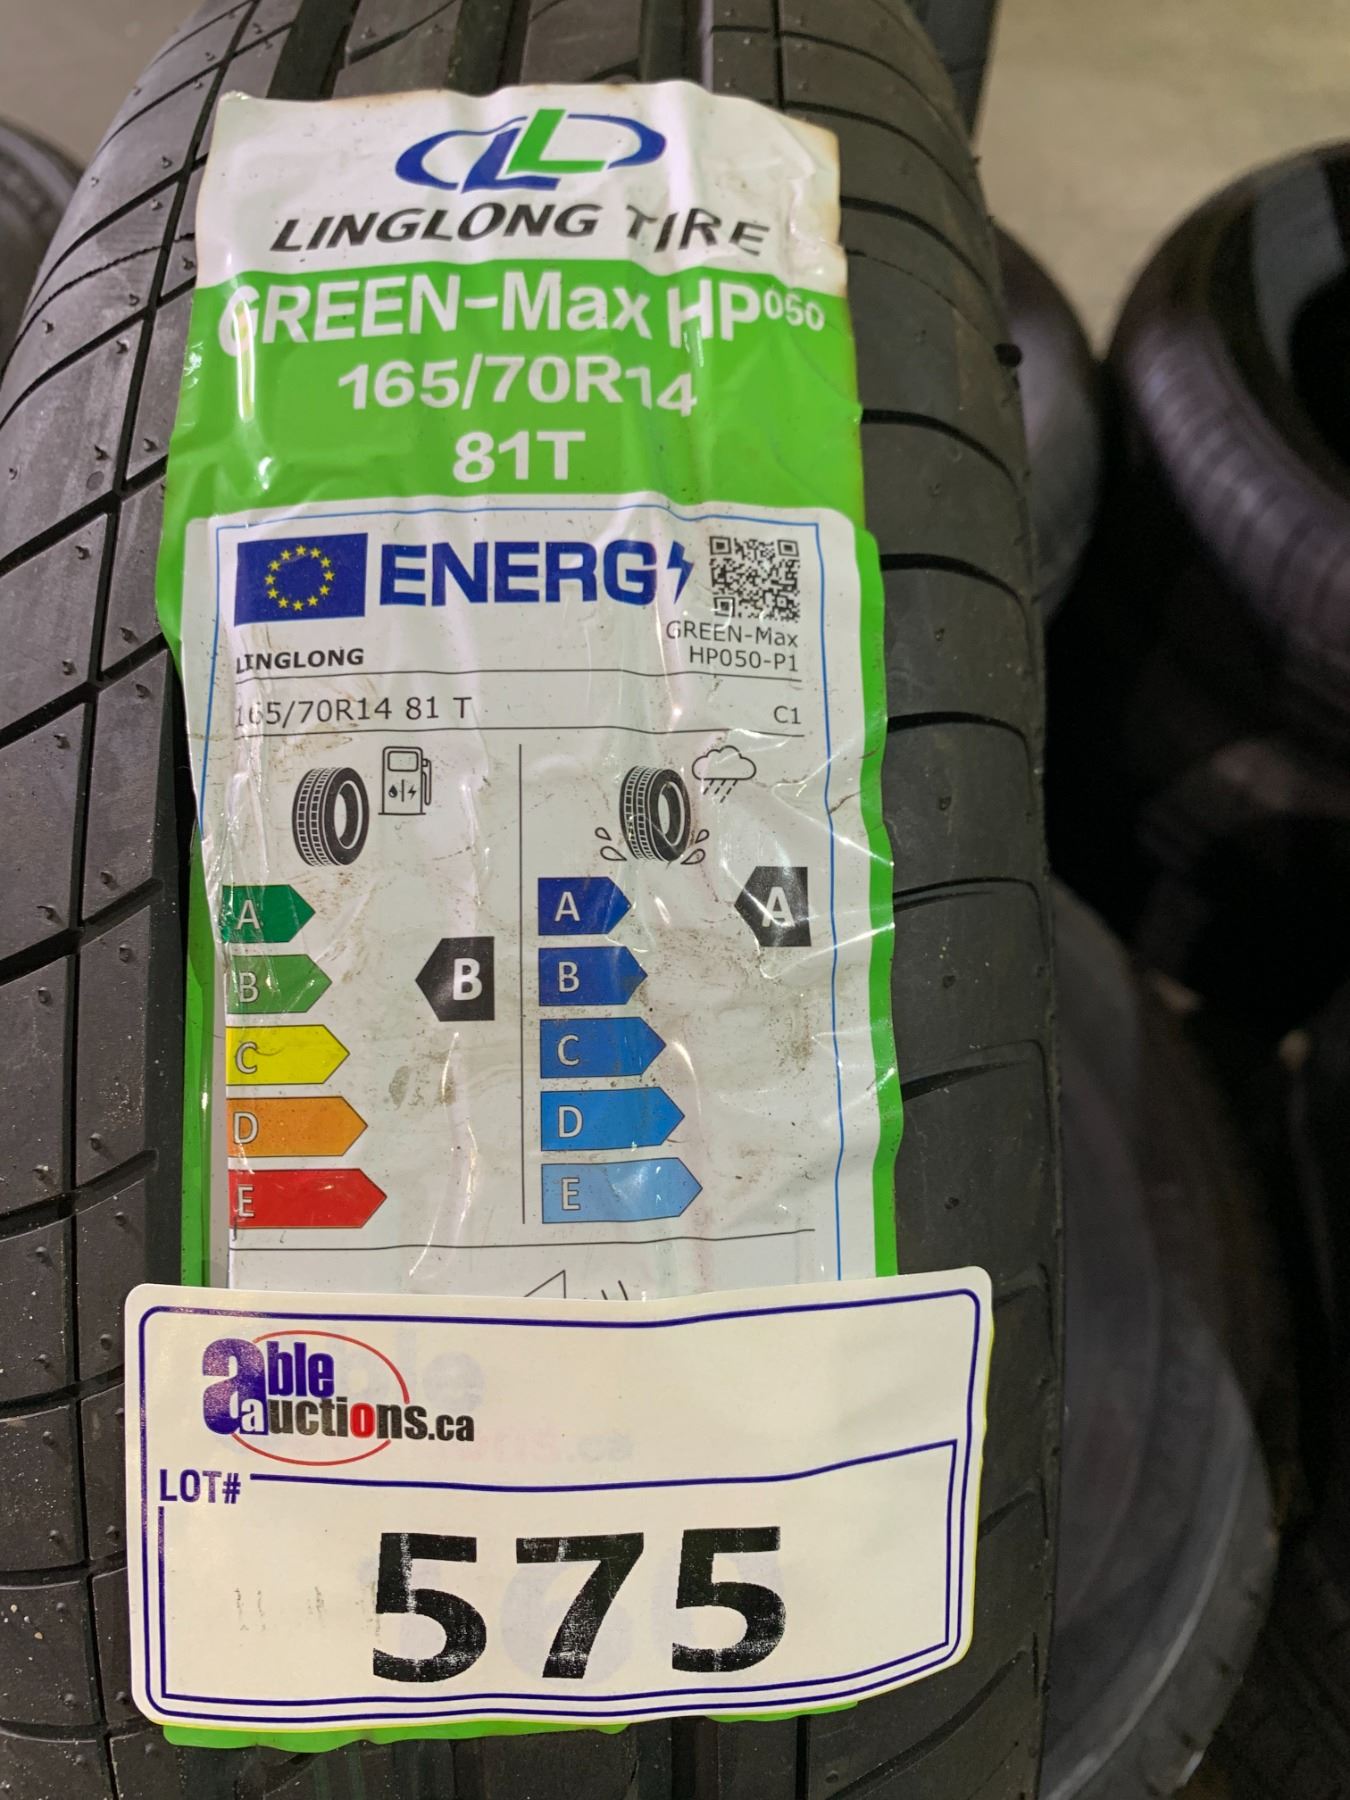 LINGLONG TIRE
GREEN-Max HP050
165/70R14
81T
ENERG
LINGLONG
GREEN-Max
HP050-P1
165/70R14 81 T
C1
A
B
C
D
E
B
A
B
C
D
E
A
able
auctions.ca
LOT#
575